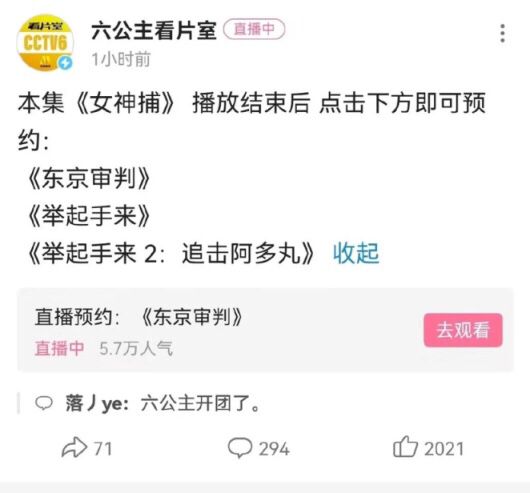 看片室
CCTV6
六公主看片室 直播中
1小时前
本集《女神捕》 播放结束后 点击下方即可预
约：
《东京审判》
《举起手来》
《举起手来 2：追击阿多丸》 收起
直播预约：《东京审判》
直播中 5.7万人气
去观看
落丿ye：六公主开团了。
71
294
2021